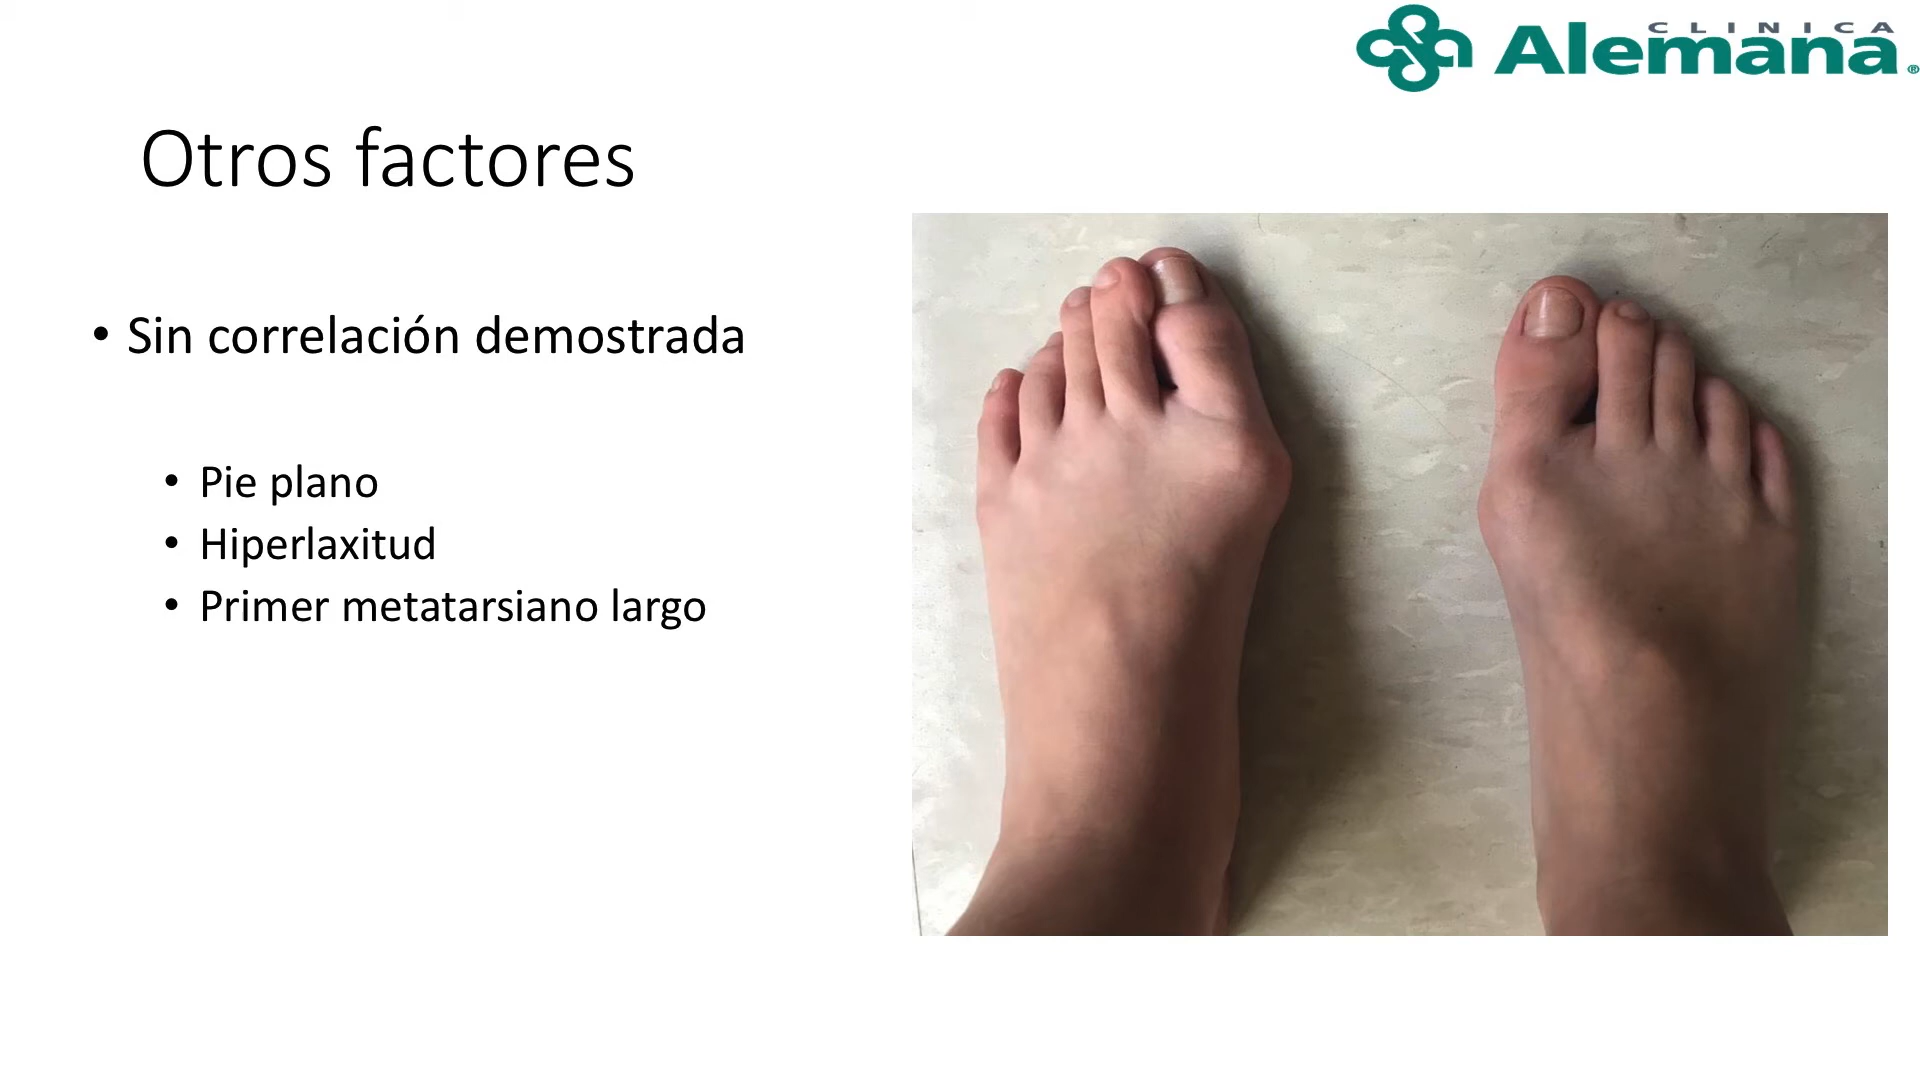 CLINICA
Alemana®
Otros factores
• Sin correlación demostrada
• Pie plano
• Hiperlaxitud
• Primer metatarsiano largo